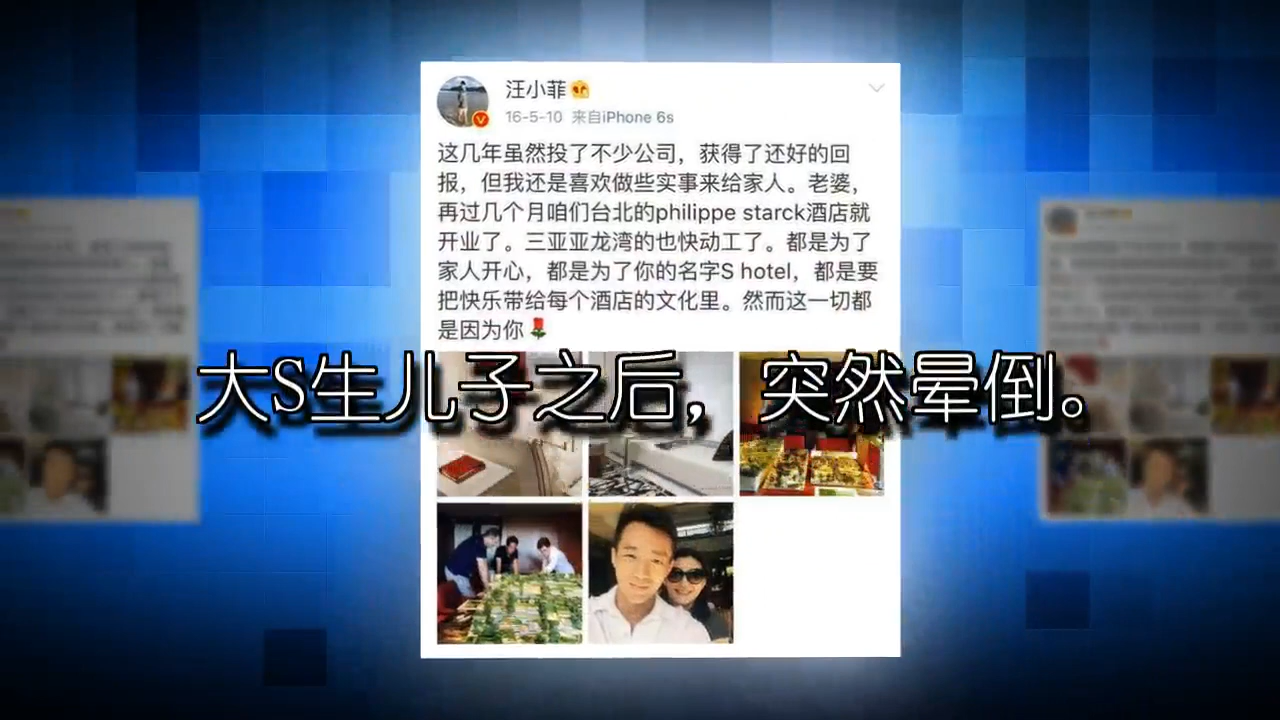 汪小菲
16-5-10 来自iPhone 6s
这几年虽然投了不少公司，获得了还好的回
报，但我还是喜欢做些实事来给家人。老婆，
再过几个月咱们台北的philippe starck酒店就
开业了。三亚亚龙湾的也快动工了。都是为了
家人开心，都是为了你的名字S hotel，都是要
把快乐带给每个酒店的文化里。然而这一切都
是因为你
大S生儿子之后，突然晕倒。